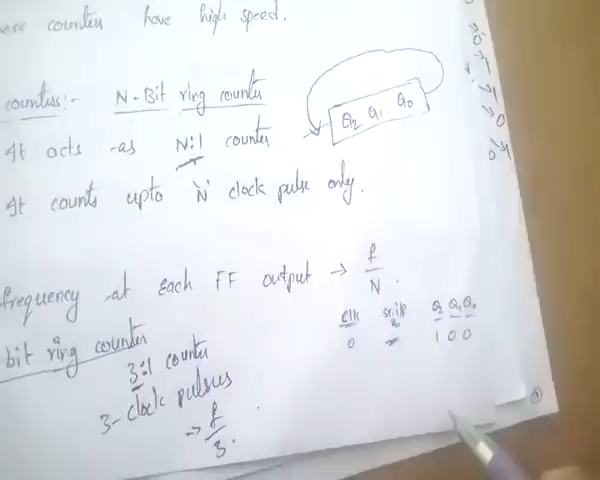 ere counters have high speed.
counters:- N-Bit ring counter
It acts as N:1 counter
Q2 Q1 Q0
It counts upto 'N' clock pulse only.
frequency at each FF output → f/N.
bit ring counter
3:1 counter
3- clock pulses
→ f/3.
Clk Sr.i/p Q2 Q1 Q0
0 1 0 0